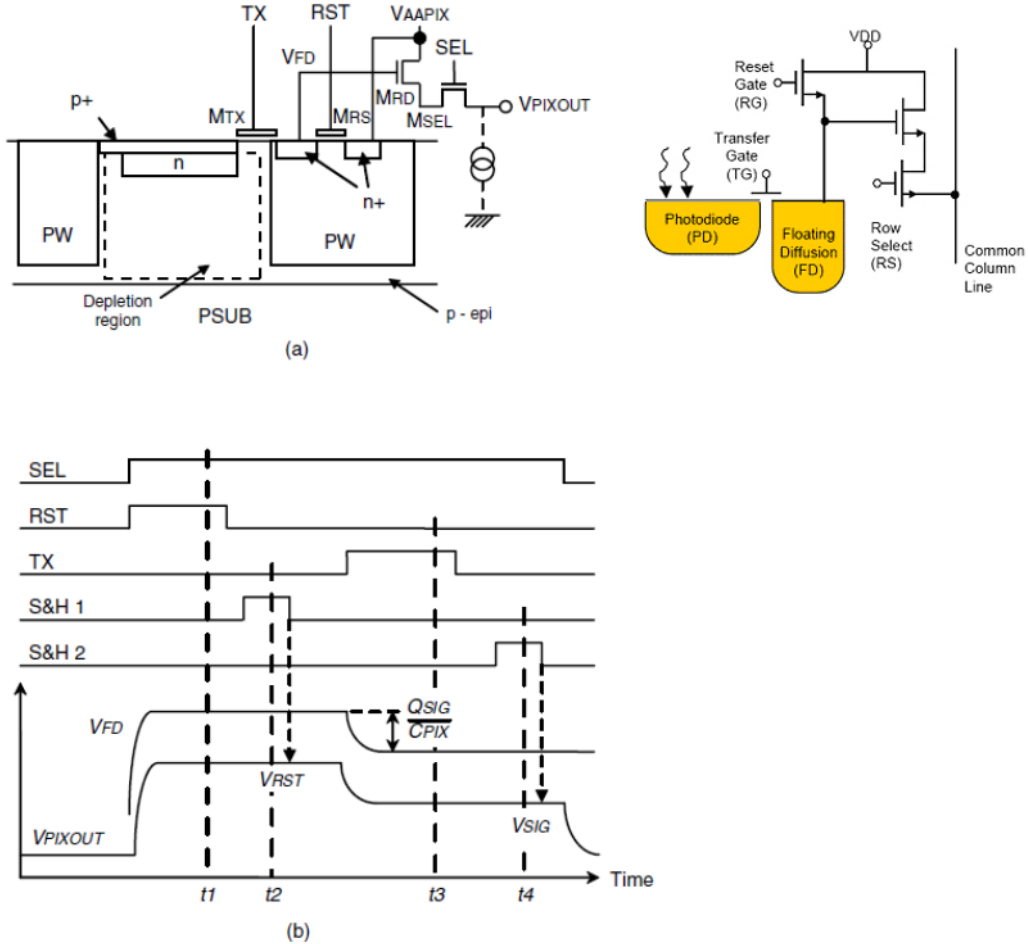 TX
RST
VAAPIX
VFD
SEL
p+
MTX
MRS
MRD
MSEL
VPIXOUT
n
n+
PW
PW
Depletion
region
PSUB
p - epi
(a)
VDD
Reset
Gate
(RG)
Transfer
Gate
(TG)
Photodiode
(PD)
Floating
Diffusion
(FD)
Row
Select
(RS)
Common
Column
Line
SEL
RST
TX
S&H 1
S&H 2
VFD
QSIG
CPIX
VRST
VPIXOUT
VSIG
t1
t2
t3
t4
Time
(b)